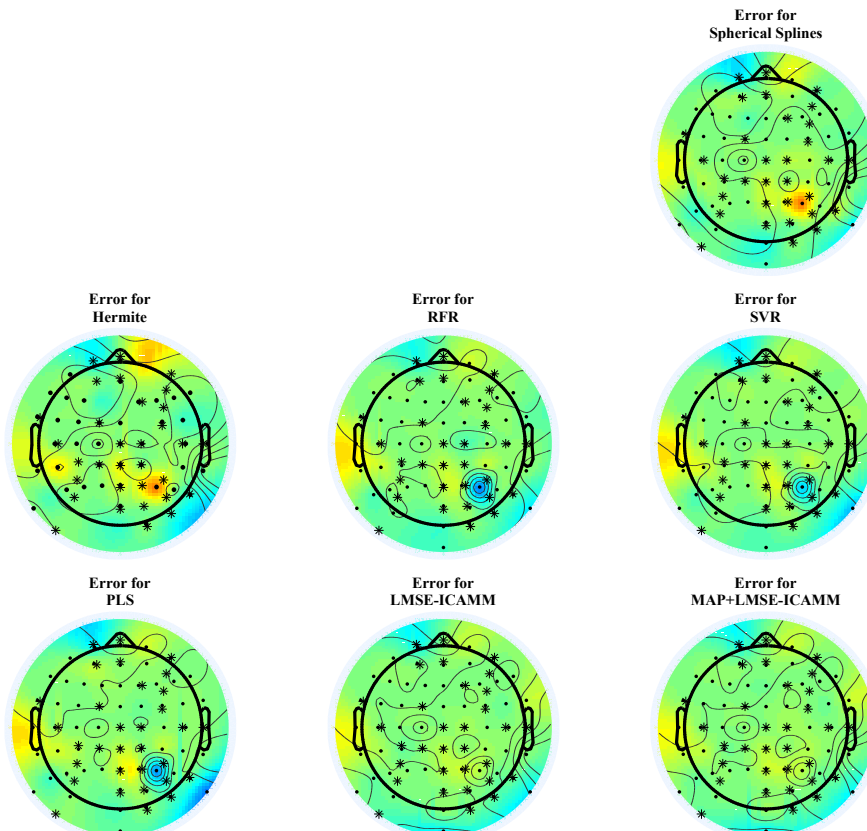 Error for
Spherical Splines
Error for
Hermite
Error for
RFR
Error for
SVR
Error for
PLS
Error for
LMSE-ICAMM
Error for
MAP+LMSE-ICAMM